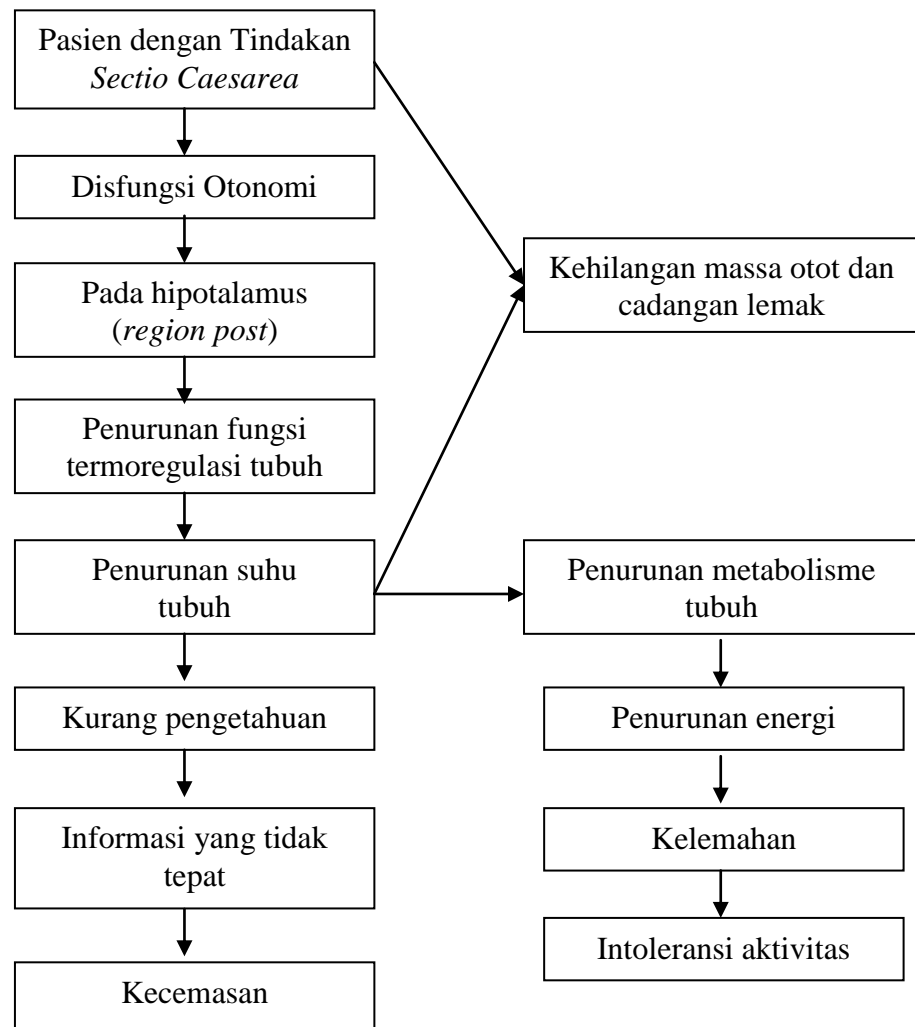 Pasien dengan Tindakan
Sectio Caesarea
Disfungsi Otonomi
Pada hipotalamus
(region post)
Penurunan fungsi
termoregulasi tubuh
Penurunan suhu
tubuh
Kurang pengetahuan
Informasi yang tidak
tepat
Kecemasan
Kehilangan massa otot dan
cadangan lemak
Penurunan metabolisme
tubuh
Penurunan energi
Kelemahan
Intoleransi aktivitas